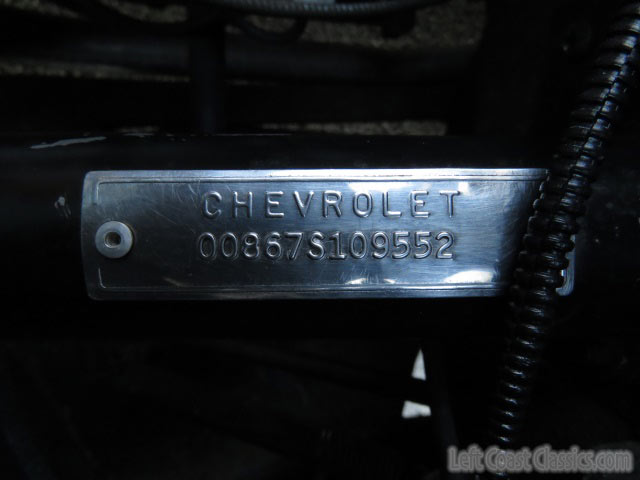 CHEVROLET
00867S109552
Left Coast Classics.com